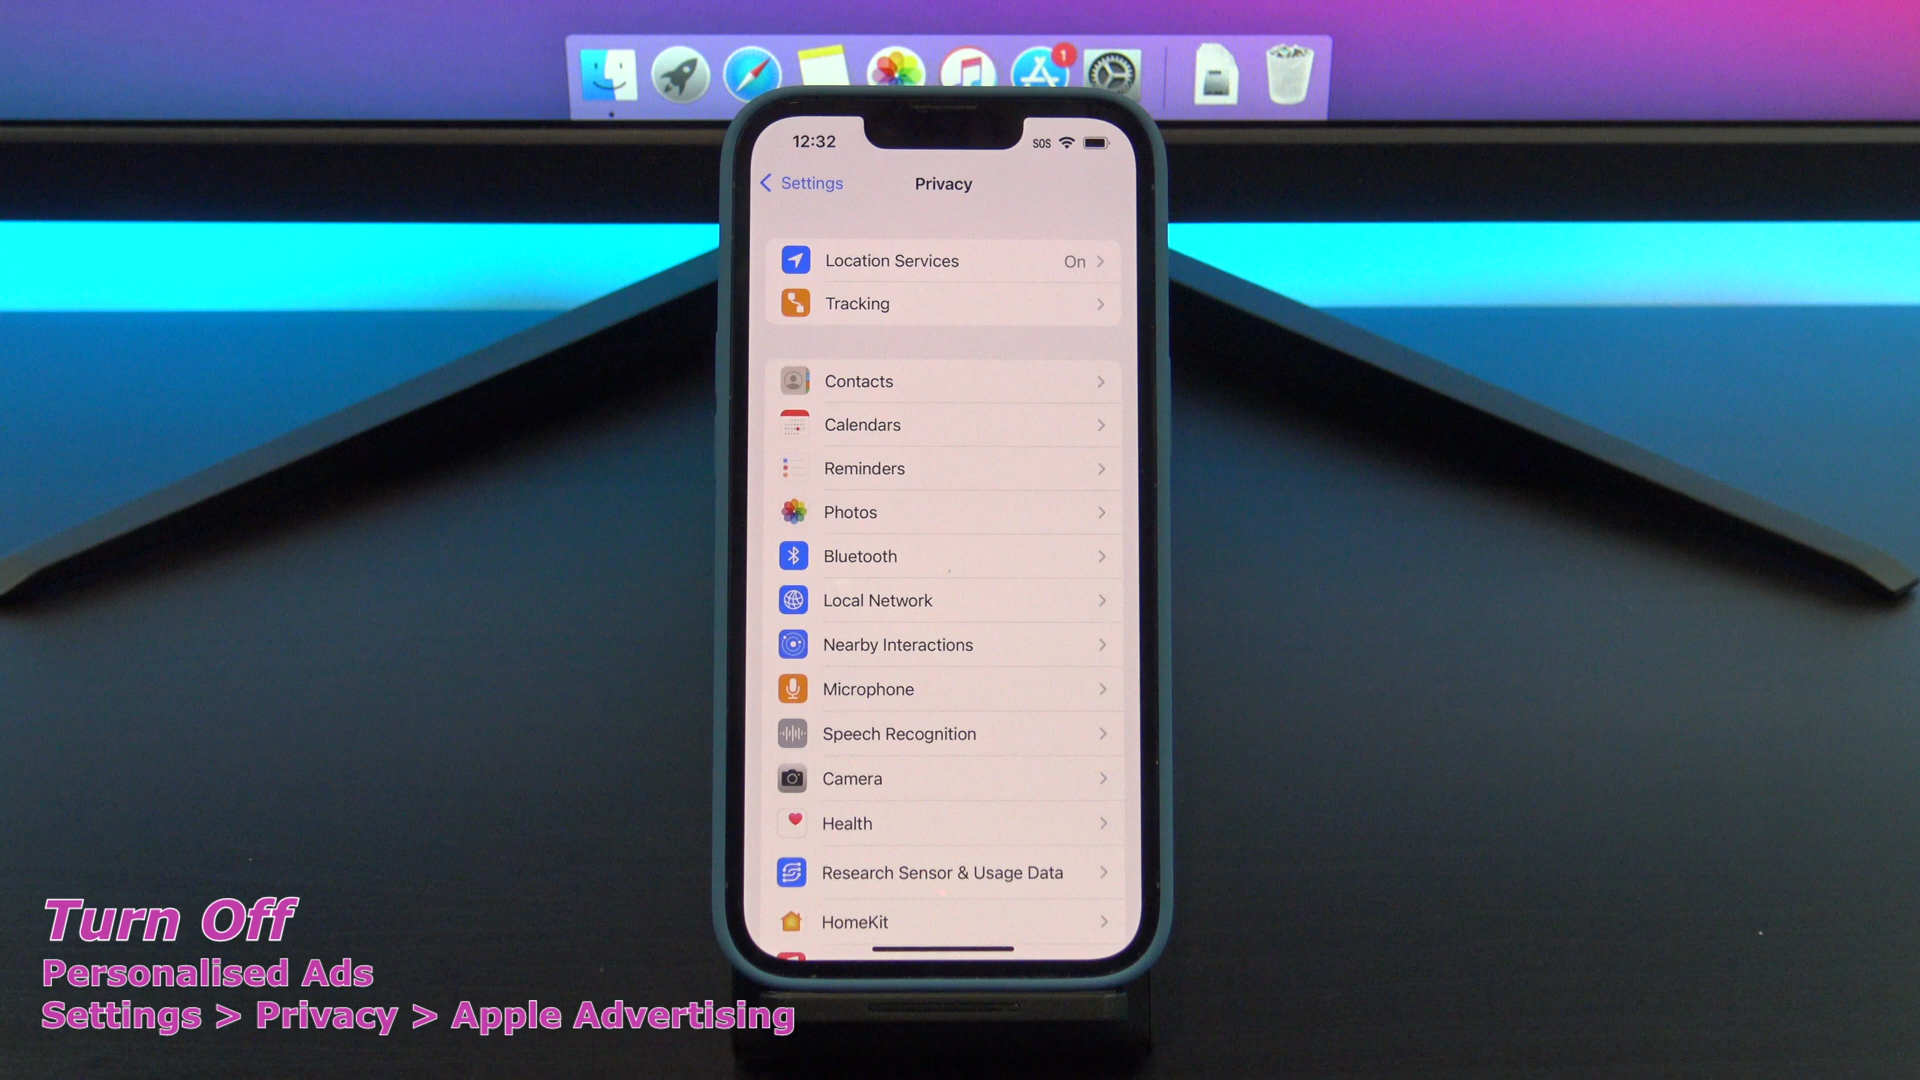 1
12:32
SOS
Settings
Privacy
Location Services
On
Tracking
Contacts
Calendars
Reminders
Photos
Bluetooth
Local Network
Nearby Interactions
Microphone
Speech Recognition
Camera
Health
Research Sensor & Usage Data
HomeKit
Turn Off
Personalised Ads
Settings > Privacy > Apple Advertising